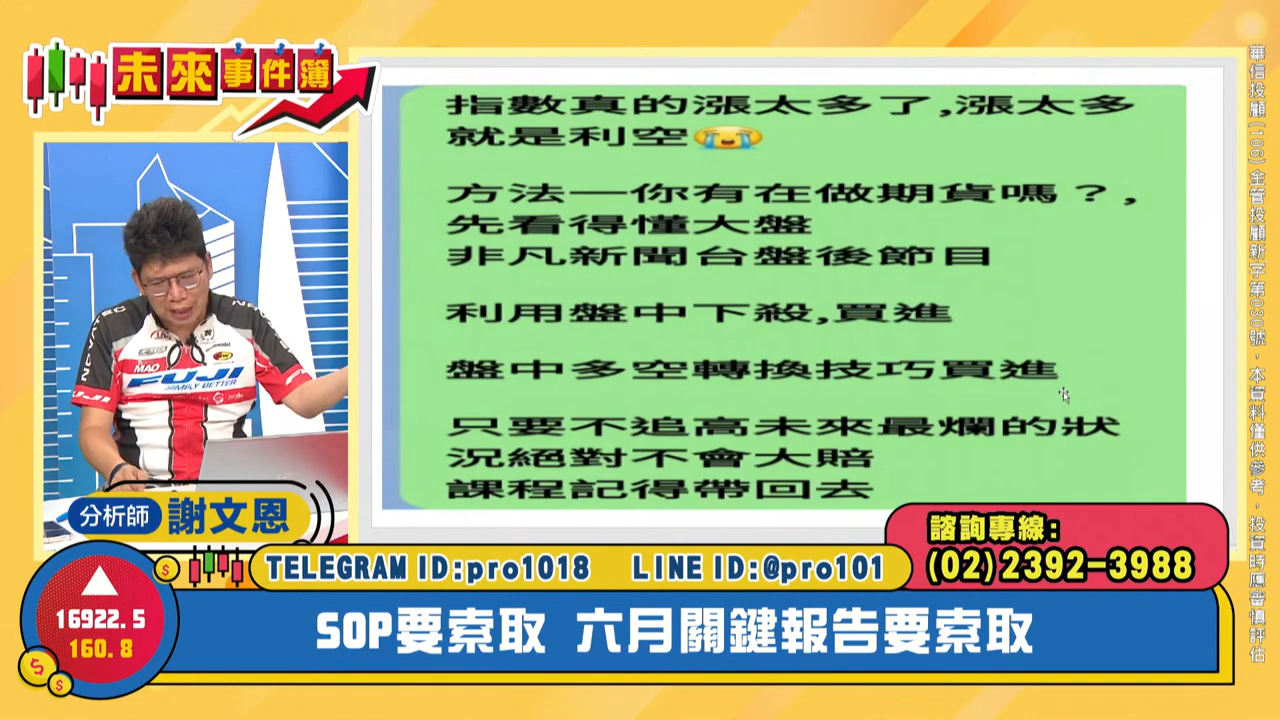 未來事件簿
指數真的漲太多了,漲太多
就是利空😭
方法一你有在做期貨嗎？,
先看得懂大盤
非凡新聞台盤後節目
利用盤中下殺,買進
盤中多空轉換技巧買進
只要不追高未來最爛的狀
況絕對不會大賠
課程記得帶回去
華信投顧(106)金管投顧新字第030號，本資料僅供參考，投資時應審慎評估
FUJI
SIMPLY BETTER
MAO
分析師 謝文恩
諮詢專線:
(02)2392-3988
TELEGRAM ID:pro1018 LINE ID:@pro101
16922.5
160.8
SOP要索取 六月關鍵報告要索取